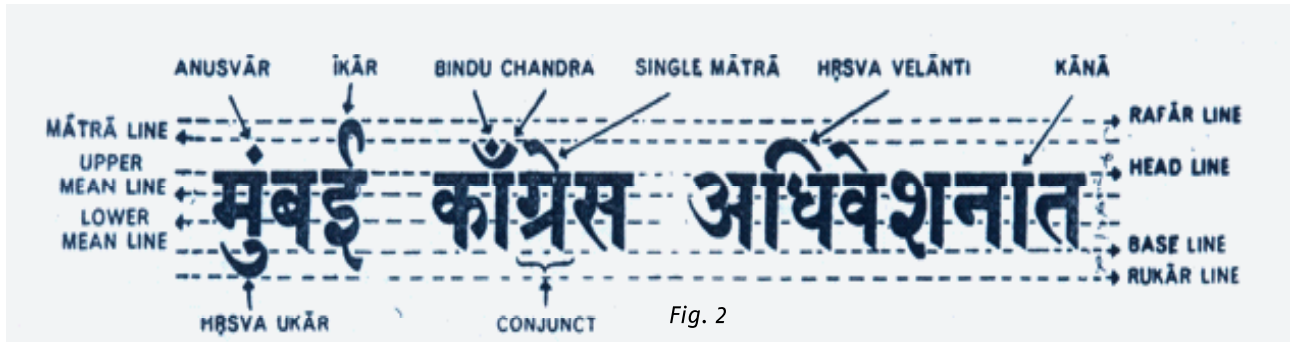 ANUSVĀR ĪKĀR BINDU CHANDRA SINGLE MĀTRĀ HṚSVA VELĀNTI KĀNĀ
MĀTRĀ LINE
UPPER MEAN LINE
LOWER MEAN LINE
मुंबई काँग्रेस अधिवेशनात
RAFĀR LINE
HEAD LINE
BASE LINE
RUKĀR LINE
HṚSVA UKĀR CONJUNCT Fig. 2